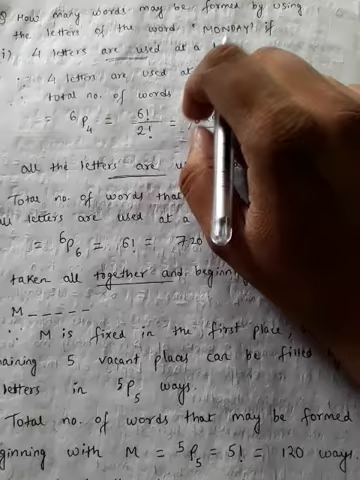 How many words may be formed by using
the letters of the word "MONDAY" if
i) 4 letters are used at a
∵ 4 letters are used at
∴ total no. of words
= ⁶P₄ = 6!/2! =
all the letters are
Total no. of words that
all letters are used at a
= ⁶P₆ = 6! = 720
taken all together and beginning
M _ _ _ _ _
∵ M is fixed in the first place,
remaining 5 vacant places can be filled by
letters in ⁵P₅ ways.
Total no. of words that may be formed
beginning with M = ⁵P₅ = 5! = 120 ways.